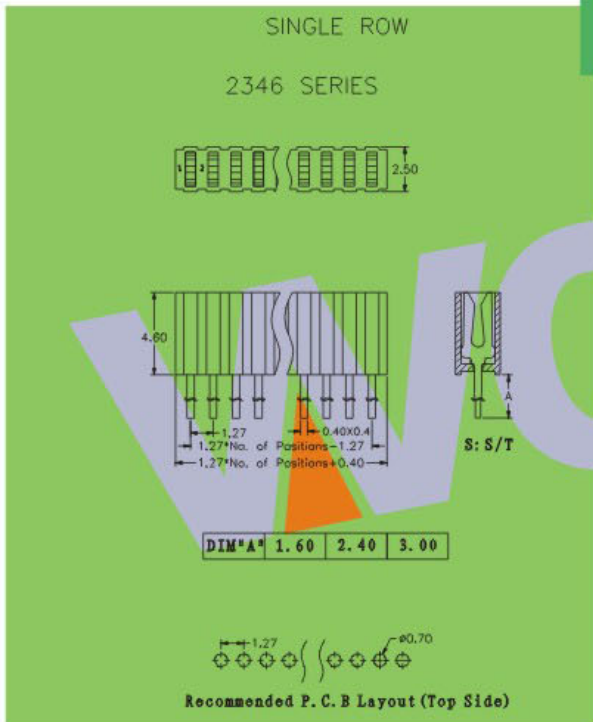 SINGLE ROW
2346 SERIES
1 2
2.50
4.60
A
1.27
0.40X0.4
1.27*No. of Positions-1.27
1.27*No. of Positions+0.40
S: S/T
DIM"A" 1.60 2.40 3.00
1.27
ø0.70
Recommended P. C. B Layout (Top Side)